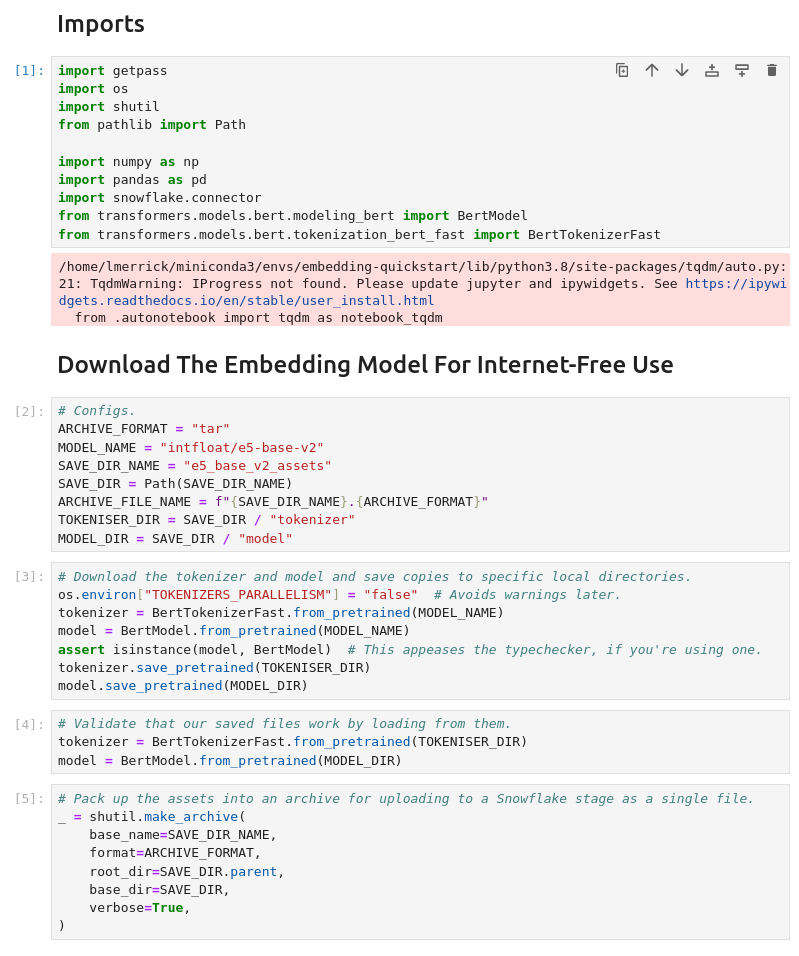 Imports
[1]:
import getpass
import os
import shutil
from pathlib import Path
import numpy as np
import pandas as pd
import snowflake.connector
from transformers.models.bert.modeling_bert import BertModel
from transformers.models.bert.tokenization_bert_fast import BertTokenizerFast
/home/lmerrick/miniconda3/envs/embedding-quickstart/lib/python3.8/site-packages/tqdm/auto.py:
21: TqdmWarning: IProgress not found. Please update jupyter and ipywidgets. See https://ipywi
dgets.readthedocs.io/en/stable/user_install.html
  from .autonotebook import tqdm as notebook_tqdm
Download The Embedding Model For Internet-Free Use
[2]:
# Configs.
ARCHIVE_FORMAT = "tar"
MODEL_NAME = "intfloat/e5-base-v2"
SAVE_DIR_NAME = "e5_base_v2_assets"
SAVE_DIR = Path(SAVE_DIR_NAME)
ARCHIVE_FILE_NAME = f"{SAVE_DIR_NAME}.{ARCHIVE_FORMAT}"
TOKENISER_DIR = SAVE_DIR / "tokenizer"
MODEL_DIR = SAVE_DIR / "model"
[3]:
# Download the tokenizer and model and save copies to specific local directories.
os.environ["TOKENIZERS_PARALLELISM"] = "false"  # Avoids warnings later.
tokenizer = BertTokenizerFast.from_pretrained(MODEL_NAME)
model = BertModel.from_pretrained(MODEL_NAME)
assert isinstance(model, BertModel)  # This appeases the typechecker, if you're using one.
tokenizer.save_pretrained(TOKENISER_DIR)
model.save_pretrained(MODEL_DIR)
[4]:
# Validate that our saved files work by loading from them.
tokenizer = BertTokenizerFast.from_pretrained(TOKENISER_DIR)
model = BertModel.from_pretrained(MODEL_DIR)
[5]:
# Pack up the assets into an archive for uploading to a Snowflake stage as a single file.
_ = shutil.make_archive(
    base_name=SAVE_DIR_NAME,
    format=ARCHIVE_FORMAT,
    root_dir=SAVE_DIR.parent,
    base_dir=SAVE_DIR,
    verbose=True,
)